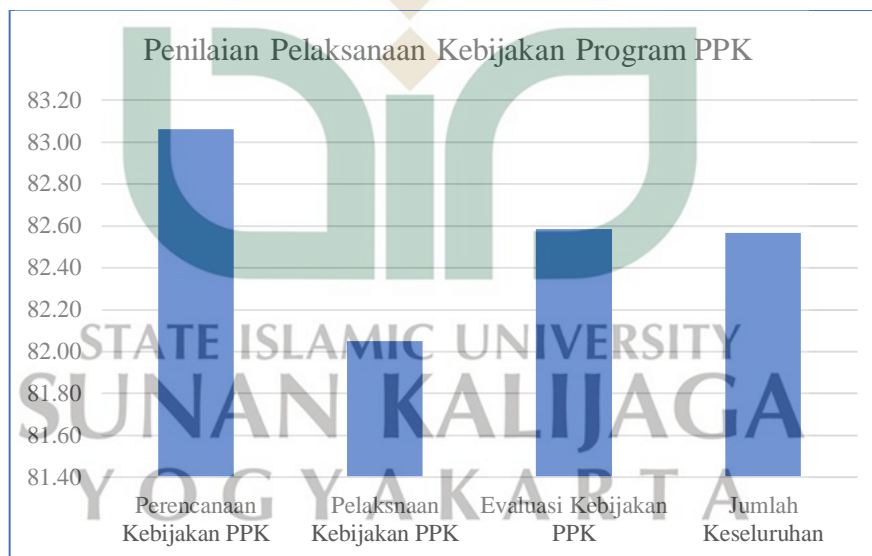 Penilaian Pelaksanaan Kebijakan Program PPK
83.20
83.00
82.80
82.60
82.40
82.20
82.00
81.80
81.60
81.40
STATE ISLAMIC UNIVERSITY
SUNAN KALIJAGA
YOGYAKARTA
Perencanaan
Kebijakan PPK
Pelaksnaan
Kebijakan PPK
Evaluasi Kebijakan
PPK
Jumlah
Keseluruhan